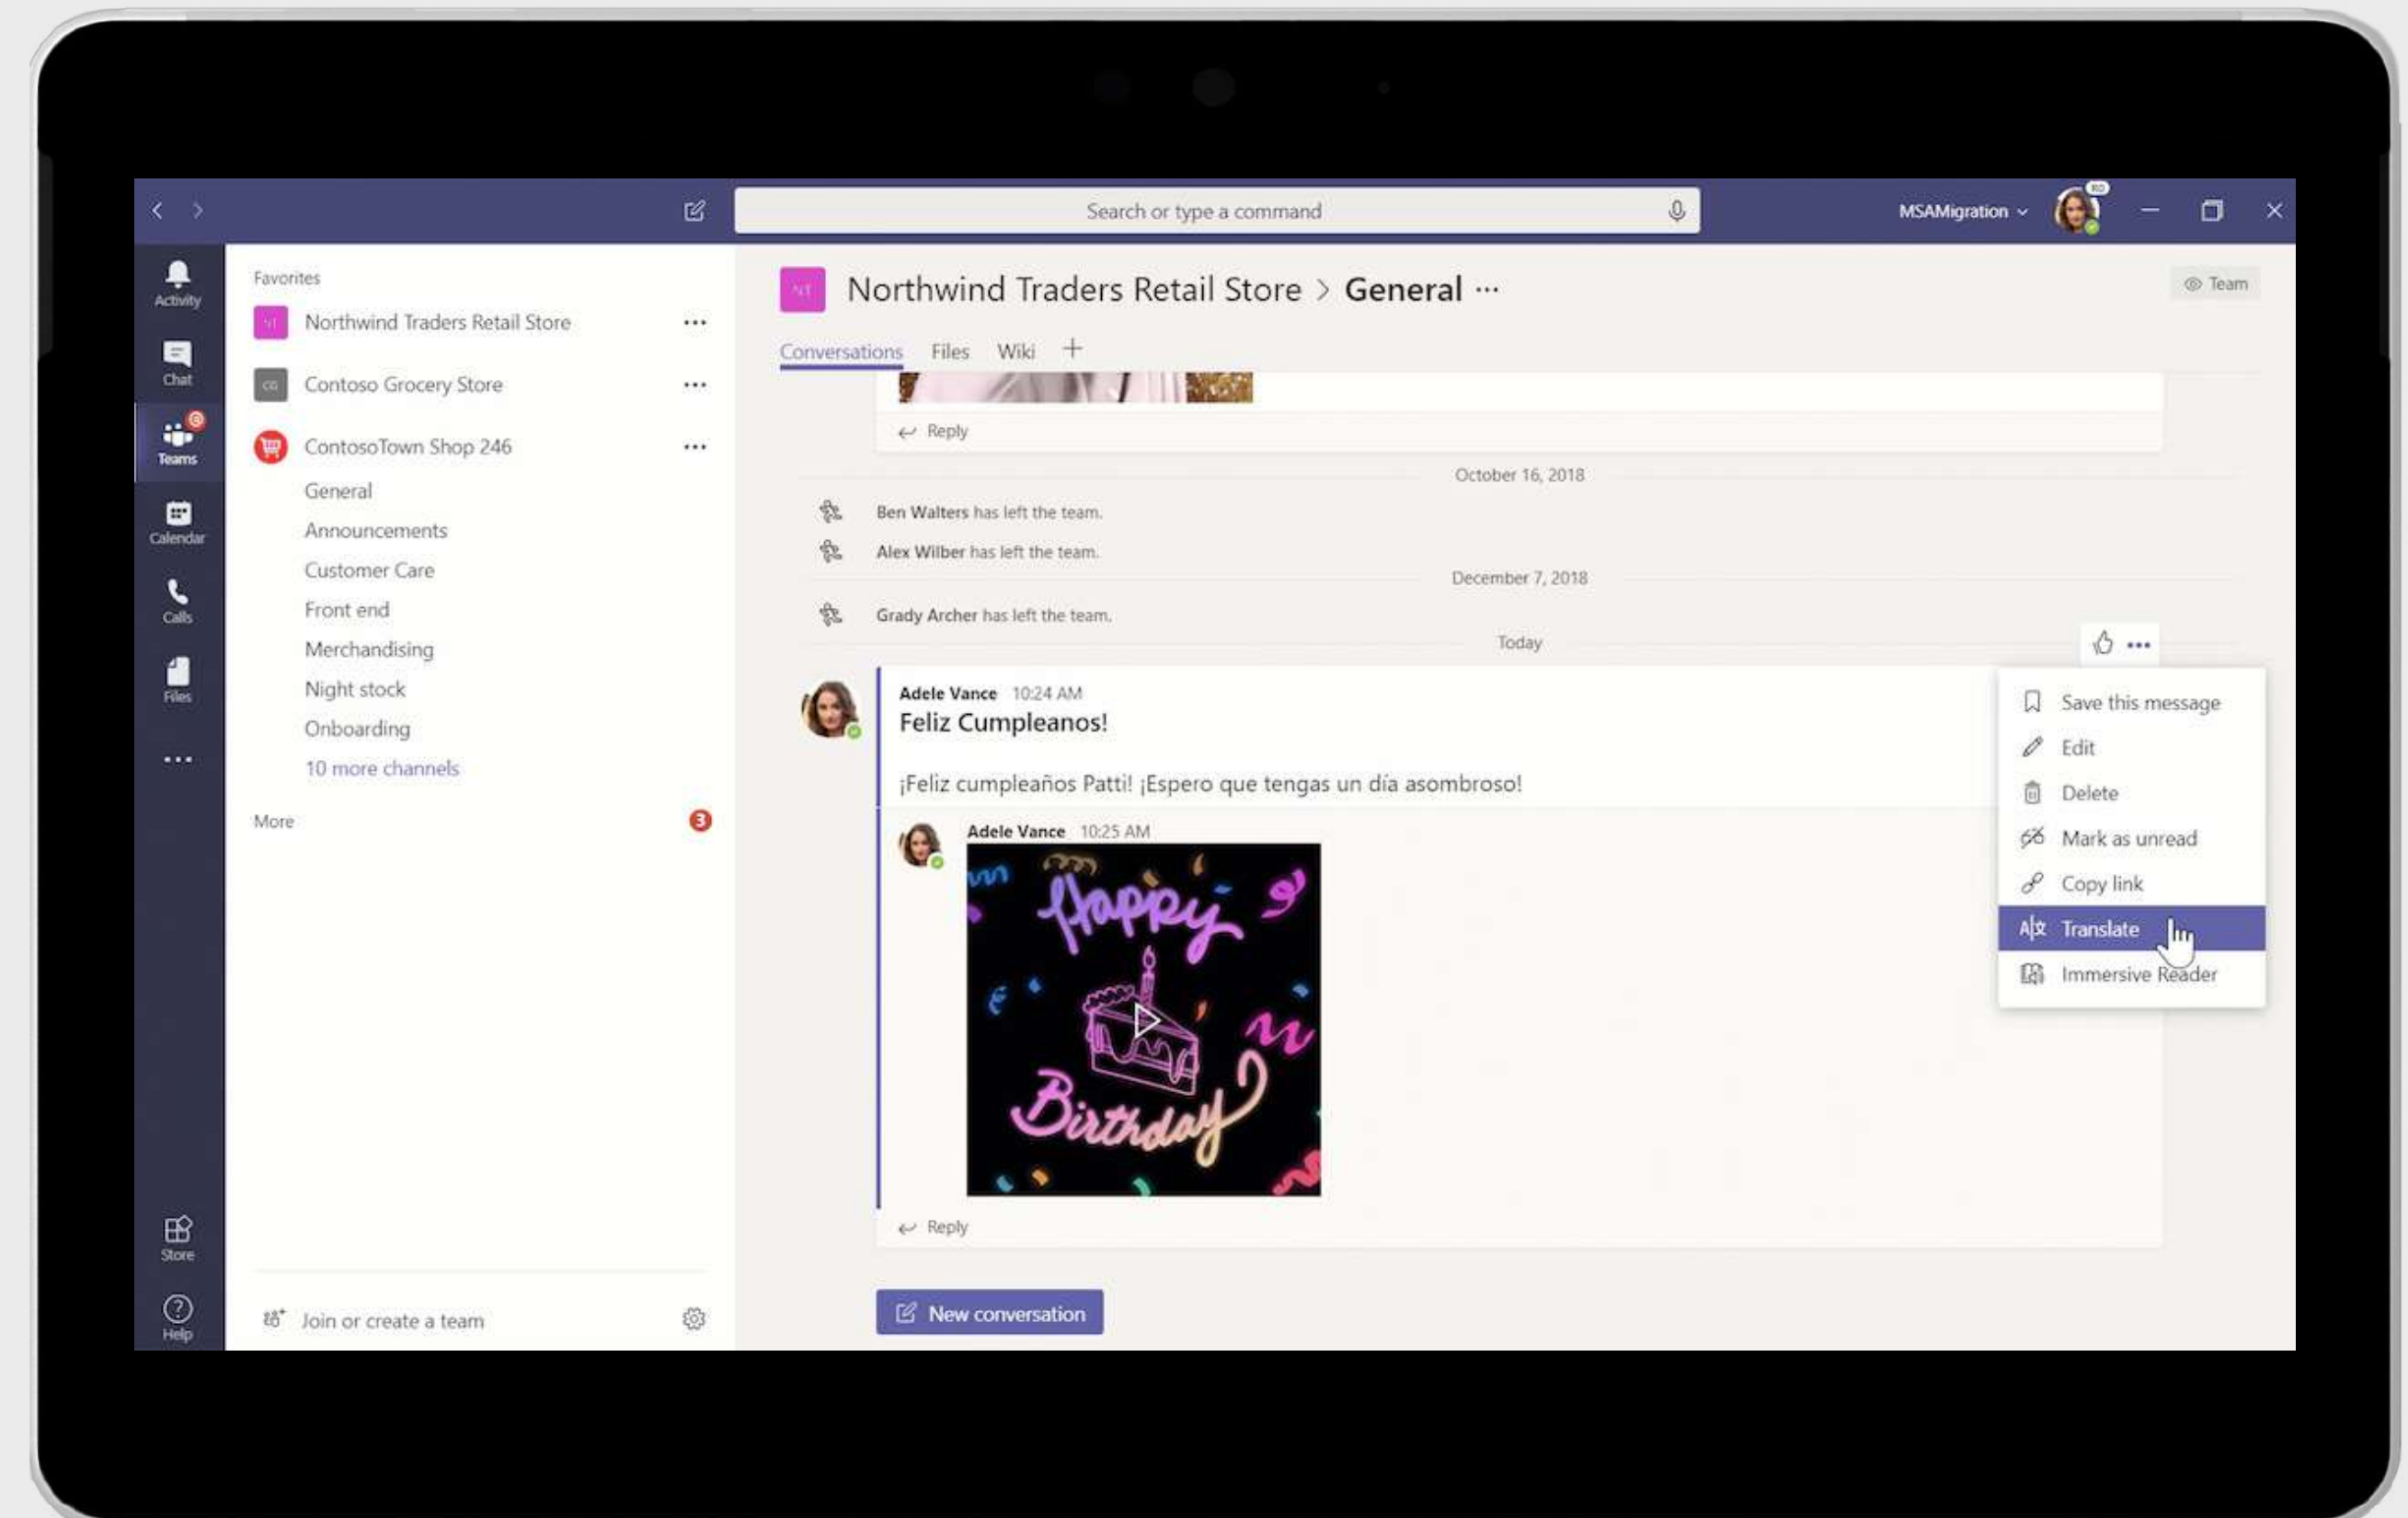 Search or type a command
MSAMigration
RO
Activity
Chat
Teams
Calendar
Calls
Files
Store
Help
Favorites
NT Northwind Traders Retail Store
CG Contoso Grocery Store
ContosoTown Shop 246
General
Announcements
Customer Care
Front end
Merchandising
Night stock
Onboarding
10 more channels
More 3
Join or create a team
NT Northwind Traders Retail Store > General ...
Team
Conversations Files Wiki +
Reply
October 16, 2018
Ben Walters has left the team.
Alex Wilber has left the team.
December 7, 2018
Grady Archer has left the team.
Today
Adele Vance 10:24 AM
Feliz Cumpleanos!
¡Feliz cumpleaños Patti! ¡Espero que tengas un día asombroso!
Adele Vance 10:25 AM
Happy
Birthday
Reply
New conversation
Save this message
Edit
Delete
Mark as unread
Copy link
A|文 Translate
Immersive Reader